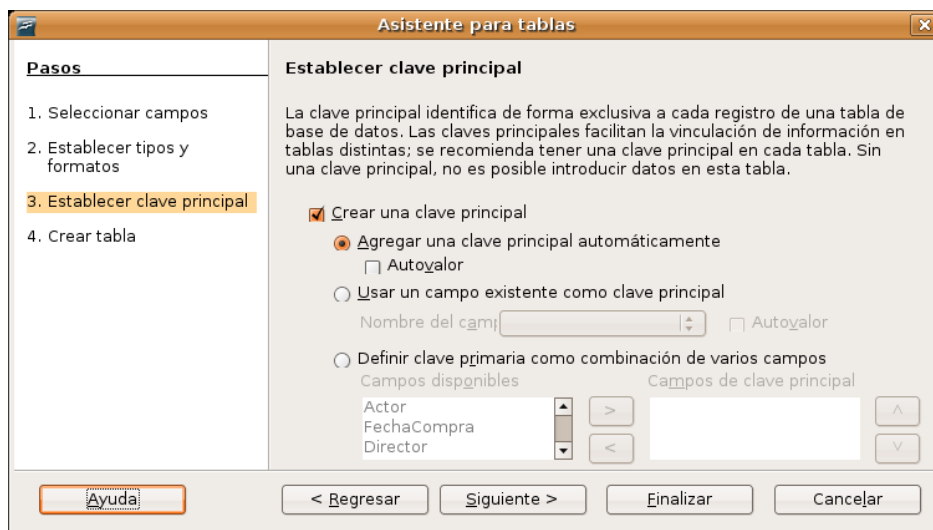 Asistente para tablas
Pasos
1. Seleccionar campos
2. Establecer tipos y
formatos
3. Establecer clave principal
4. Crear tabla
Establecer clave principal
La clave principal identifica de forma exclusiva a cada registro de una tabla de
base de datos. Las claves principales facilitan la vinculación de información en
tablas distintas; se recomienda tener una clave principal en cada tabla. Sin
una clave principal, no es posible introducir datos en esta tabla.
Crear una clave principal
Agregar una clave principal automáticamente
Autovalor
Usar un campo existente como clave principal
Nombre del camp Autovalor
Definir clave primaria como combinación de varios campos
Campos disponibles Campos de clave principal
Actor >
FechaCompra
Director <
Ayuda < Regresar Siguiente > Finalizar Cancelar